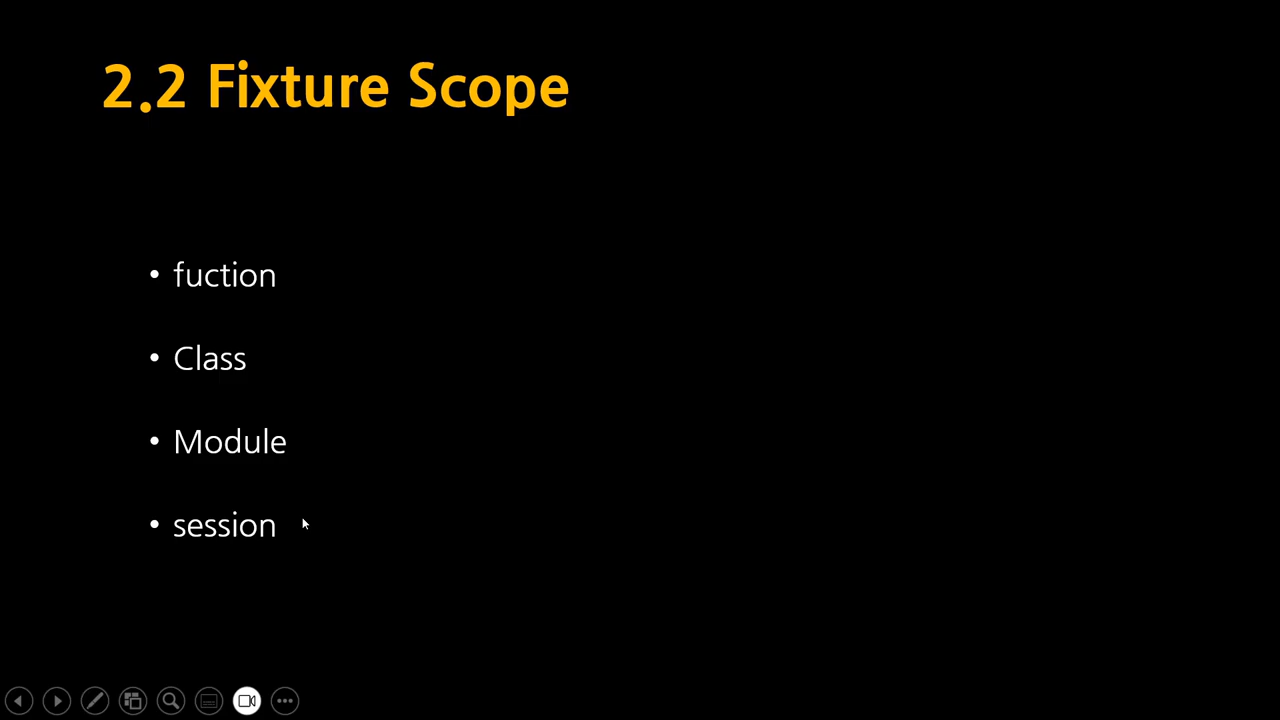 2.2 Fixture Scope
• fuction
• Class
• Module
• session